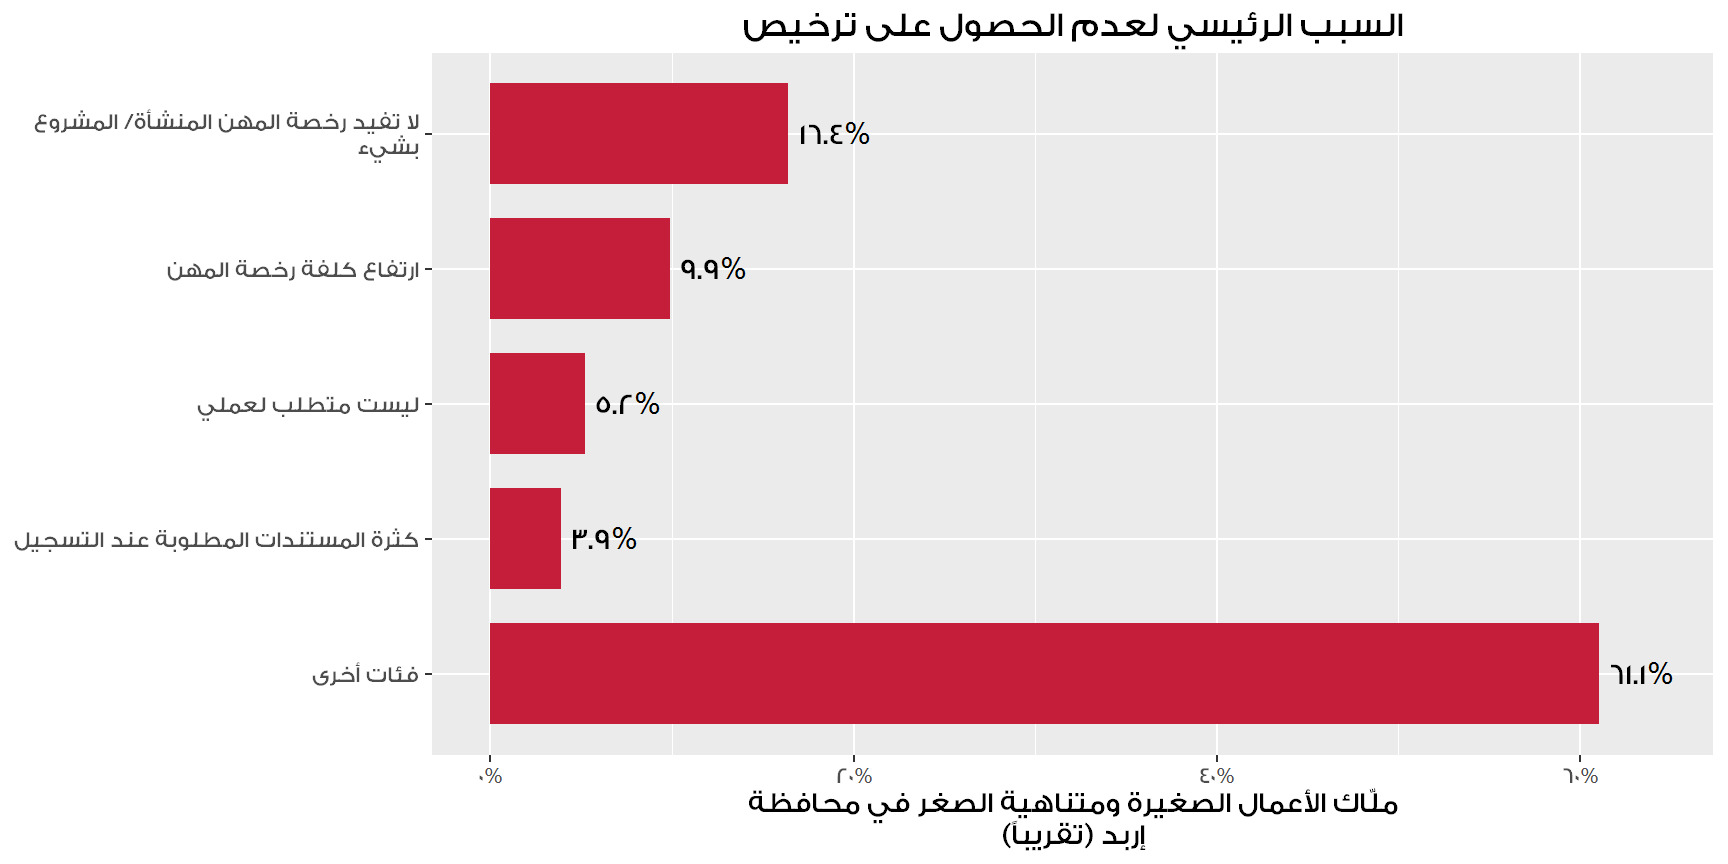 السبب الرئيسي لعدم الحصول على ترخيص
لا تفيد رخصة المهن المنشأة/ المشروع
بشيء
١٦.٤%
ارتفاع كلفة رخصة المهن
٩.٩%
ليست متطلب لعملي
٥.٢%
كثرة المستندات المطلوبة عند التسجيل
٣.٩%
فئات أخرى
٦١.١%
٠%
٢٠%
٤٠%
٦٠%
ملّاك الأعمال الصغيرة ومتناهية الصغر في محافظة
إربد (تقريباً)